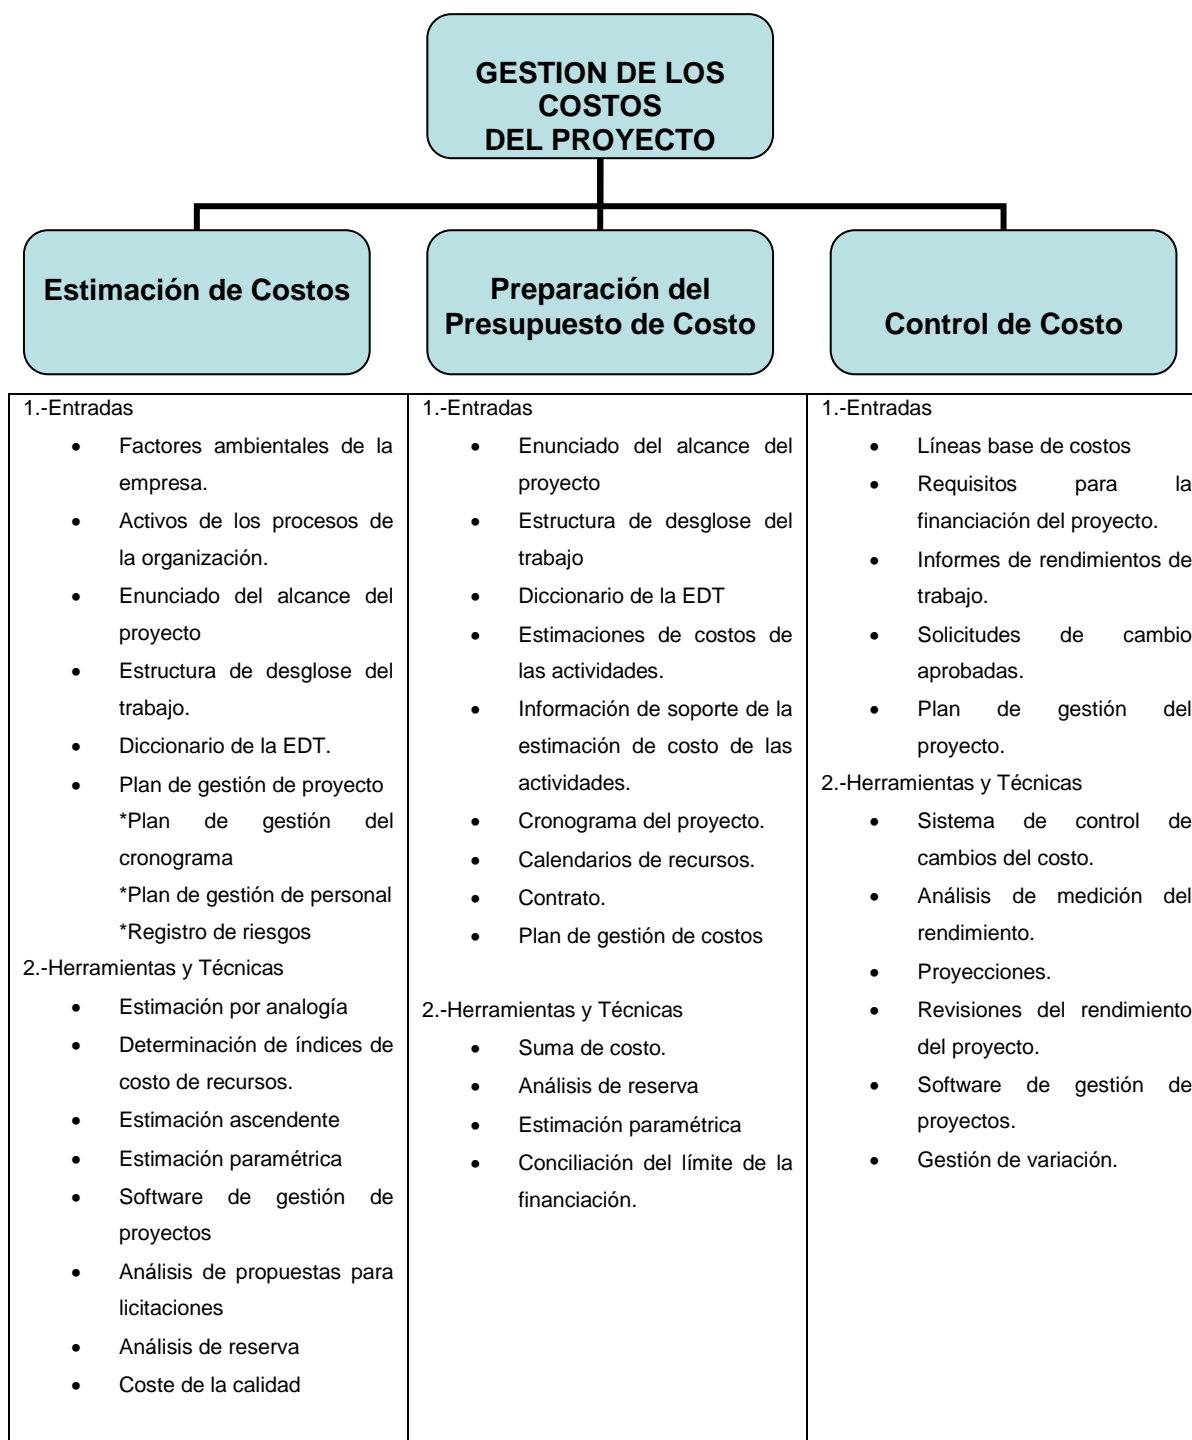 GESTION DE LOS
COSTOS
DEL PROYECTO
Estimación de Costos
Preparación del
Presupuesto de Costo
Control de Costo
1.-Entradas
• Factores ambientales de la
empresa.
• Activos de los procesos de
la organización.
• Enunciado del alcance del
proyecto
• Estructura de desglose del
trabajo.
• Diccionario de la EDT.
• Plan de gestión de proyecto
*Plan de gestión del
cronograma
*Plan de gestión de personal
*Registro de riesgos
2.-Herramientas y Técnicas
• Estimación por analogía
• Determinación de índices de
costo de recursos.
• Estimación ascendente
• Estimación paramétrica
• Software de gestión de
proyectos
• Análisis de propuestas para
licitaciones
• Análisis de reserva
• Coste de la calidad
1.-Entradas
• Enunciado del alcance del
proyecto
• Estructura de desglose del
trabajo
• Diccionario de la EDT
• Estimaciones de costos de
las actividades.
• Información de soporte de la
estimación de costo de las
actividades.
• Cronograma del proyecto.
• Calendarios de recursos.
• Contrato.
• Plan de gestión de costos
2.-Herramientas y Técnicas
• Suma de costo.
• Análisis de reserva
• Estimación paramétrica
• Conciliación del límite de la
financiación.
1.-Entradas
• Líneas base de costos
• Requisitos para la
financiación del proyecto.
• Informes de rendimientos de
trabajo.
• Solicitudes de cambio
aprobadas.
• Plan de gestión del
proyecto.
2.-Herramientas y Técnicas
• Sistema de control de
cambios del costo.
• Análisis de medición del
rendimiento.
• Proyecciones.
• Revisiones del rendimiento
del proyecto.
• Software de gestión de
proyectos.
• Gestión de variación.